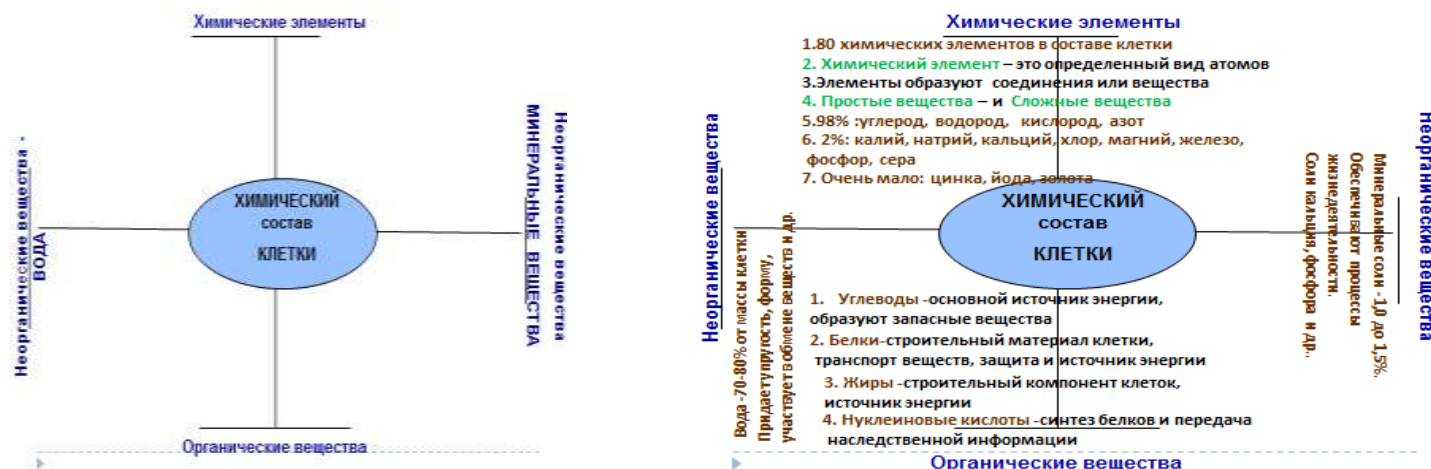 Химические элементы
Неорганические вещества -
ВОДА
ХИМИЧЕСКИЙ
состав
КЛЕТКИ
Неорганические вещества
МИНЕРАЛЬНЫЕ ВЕЩЕСТВА
Органические вещества
Химические элементы
1.80 химических элементов в составе клетки
2. Химический элемент – это определенный вид атомов
3.Элементы образуют соединения или вещества
4. Простые вещества – и Сложные вещества
5.98% :углерод, водород, кислород, азот
6. 2%: калий, натрий, кальций, хлор, магний, железо,
фосфор, сера
7. Очень мало: цинка, йода, золота
Неорганические вещества
Вода -70-80% от массы клетки
Придает упругость, форму,
участвует в обмене веществ и др.
ХИМИЧЕСКИЙ
состав
КЛЕТКИ
Неорганические вещества
Минеральные соли -1,0 до 1,5%.
Обеспечивают процессы
жизнедеятельности.
Соли кальция, фосфора и др..
1. Углеводы -основной источник энергии,
образуют запасные вещества
2. Белки-строительный материал клетки,
транспорт веществ, защита и источник энергии
3. Жиры -строительный компонент клеток,
источник энергии
4. Нуклеиновые кислоты -синтез белков и передача
наследственной информации
Органические вещества